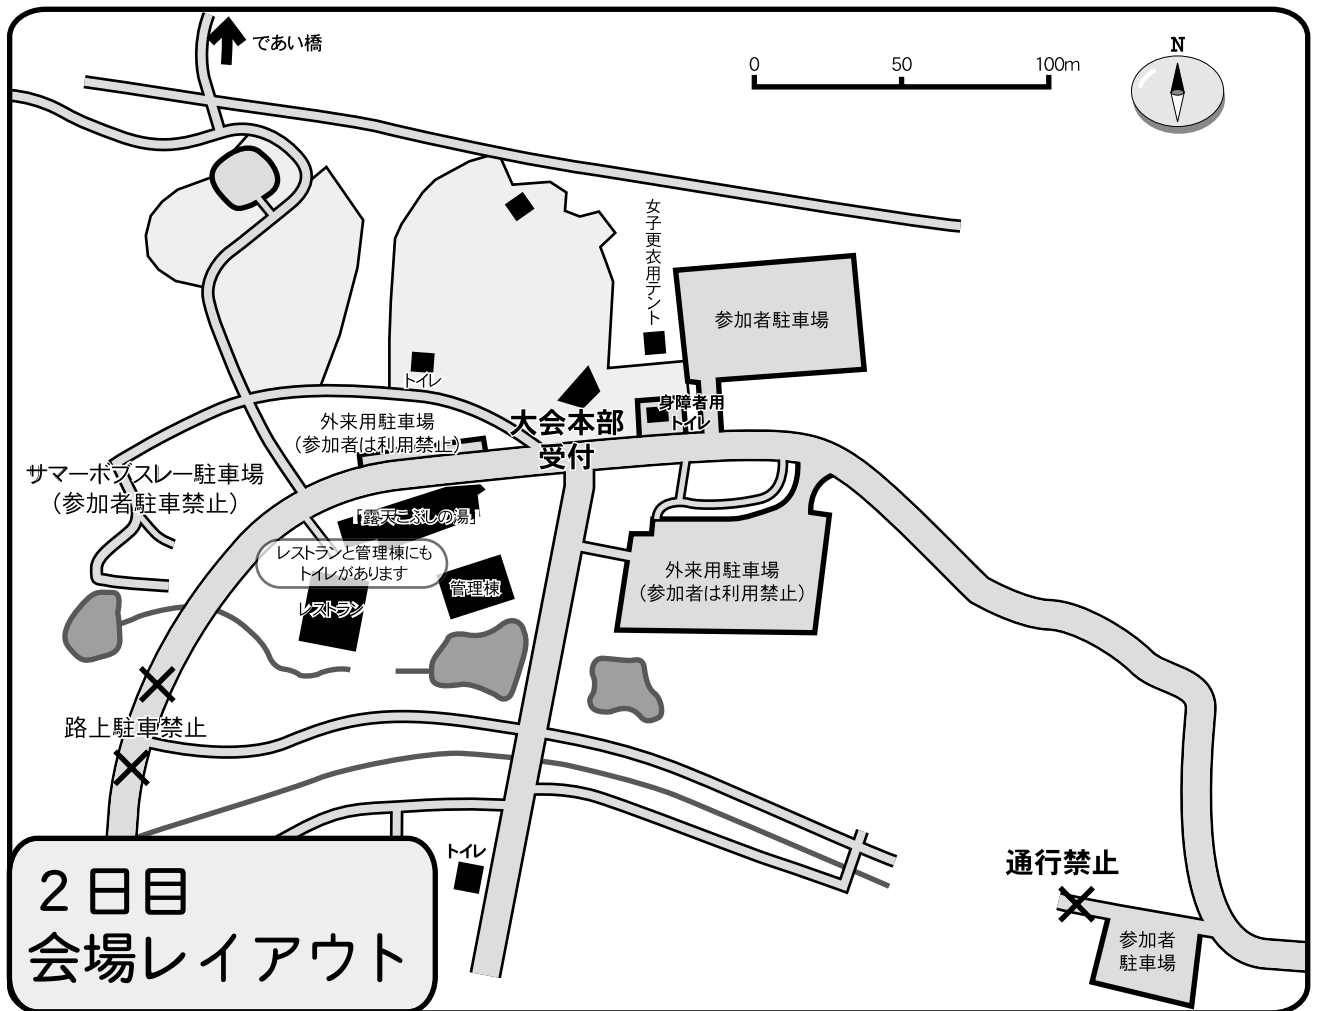 であい橋
0 50 100m
N
女子更衣用テント
参加者駐車場
トイレ
身障者用
トイレ
外来用駐車場
（参加者は利用禁止）
大会本部
受付
サマーボブスレー駐車場
（参加者駐車禁止）
「露天こぶしの湯」
レストランと管理棟にも
トイレがあります
管理棟
レストラン
外来用駐車場
（参加者は利用禁止）
路上駐車禁止
トイレ
通行禁止
参加者
駐車場
２日目
会場レイアウト